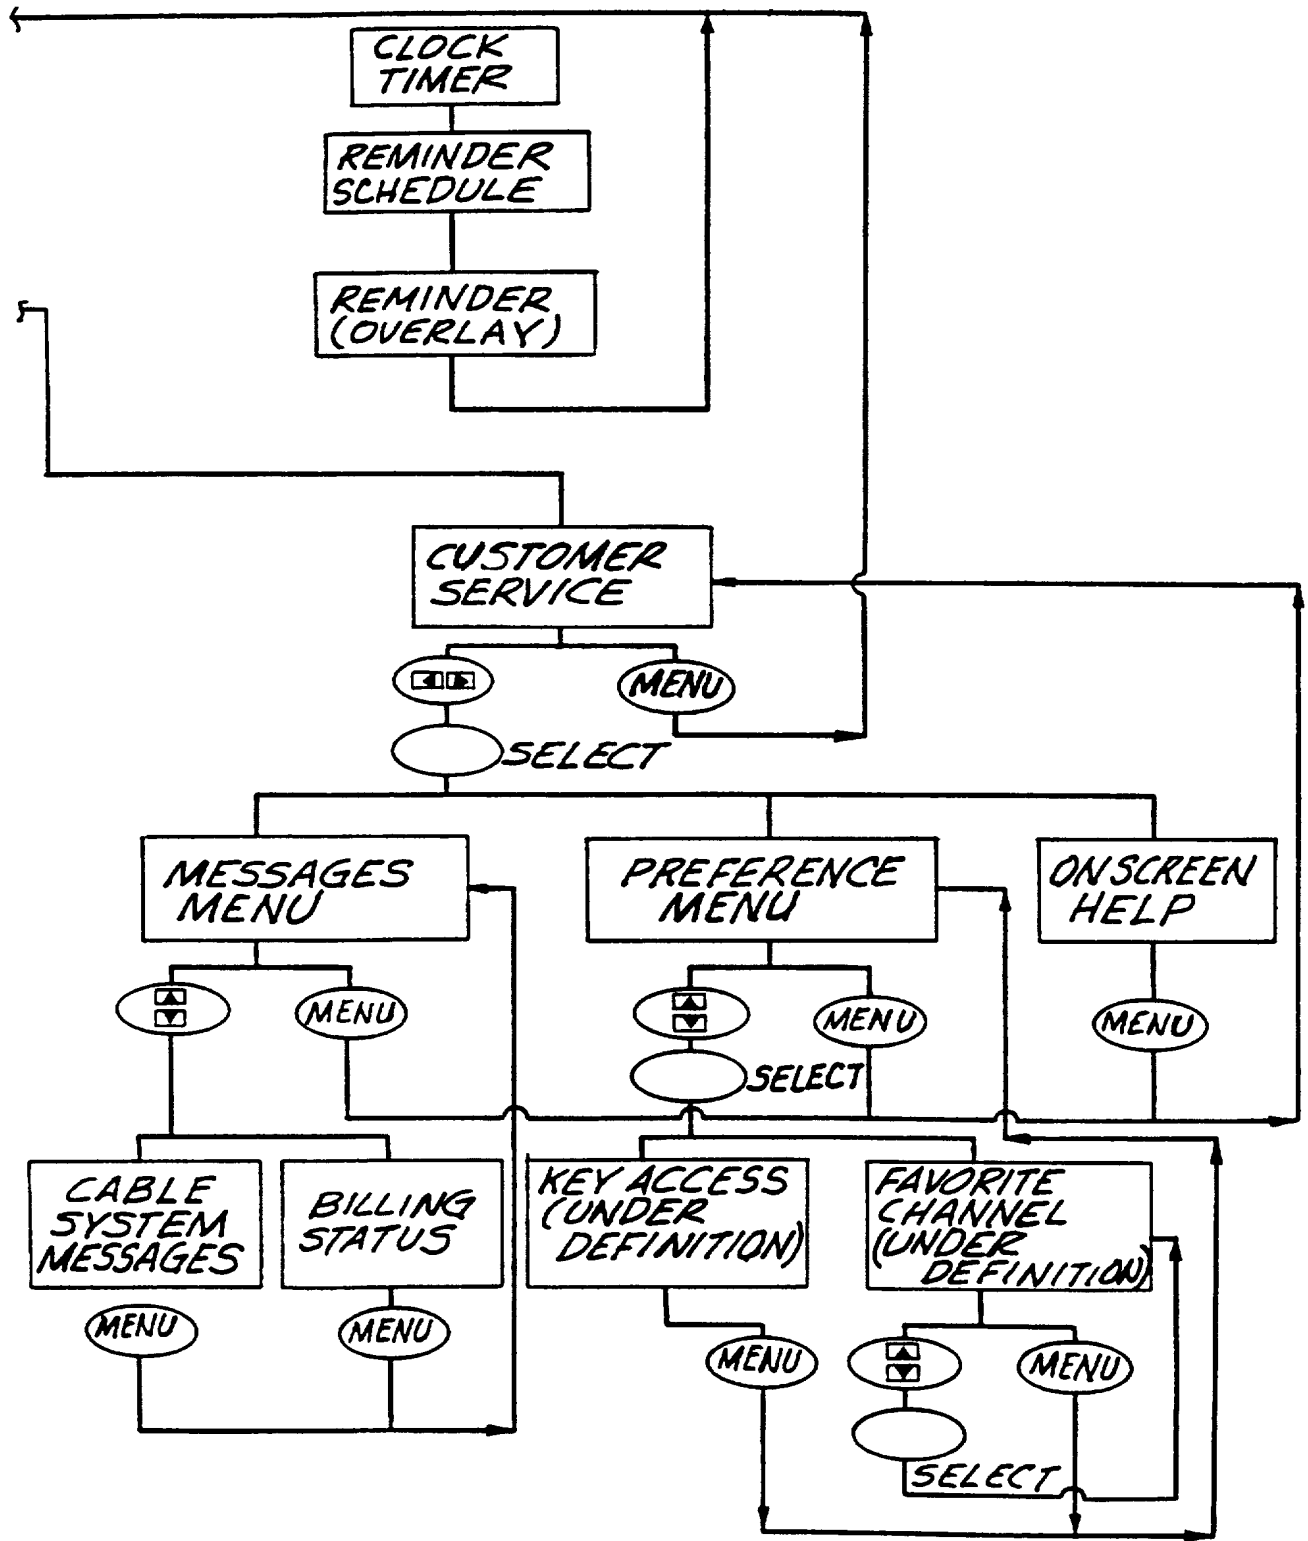 CLOCK
TIMER
REMINDER
SCHEDULE
REMINDER
(OVERLAY)
CUSTOMER
SERVICE
MENU
SELECT
MESSAGES
MENU
PREFERENCE
MENU
ONSCREEN
HELP
MENU
MENU
MENU
SELECT
CABLE
SYSTEM
MESSAGES
BILLING
STATUS
KEY ACCESS
(UNDER
DEFINITION)
FAVORITE
CHANNEL
(UNDER
DEFINITION)
MENU
MENU
MENU
MENU
SELECT